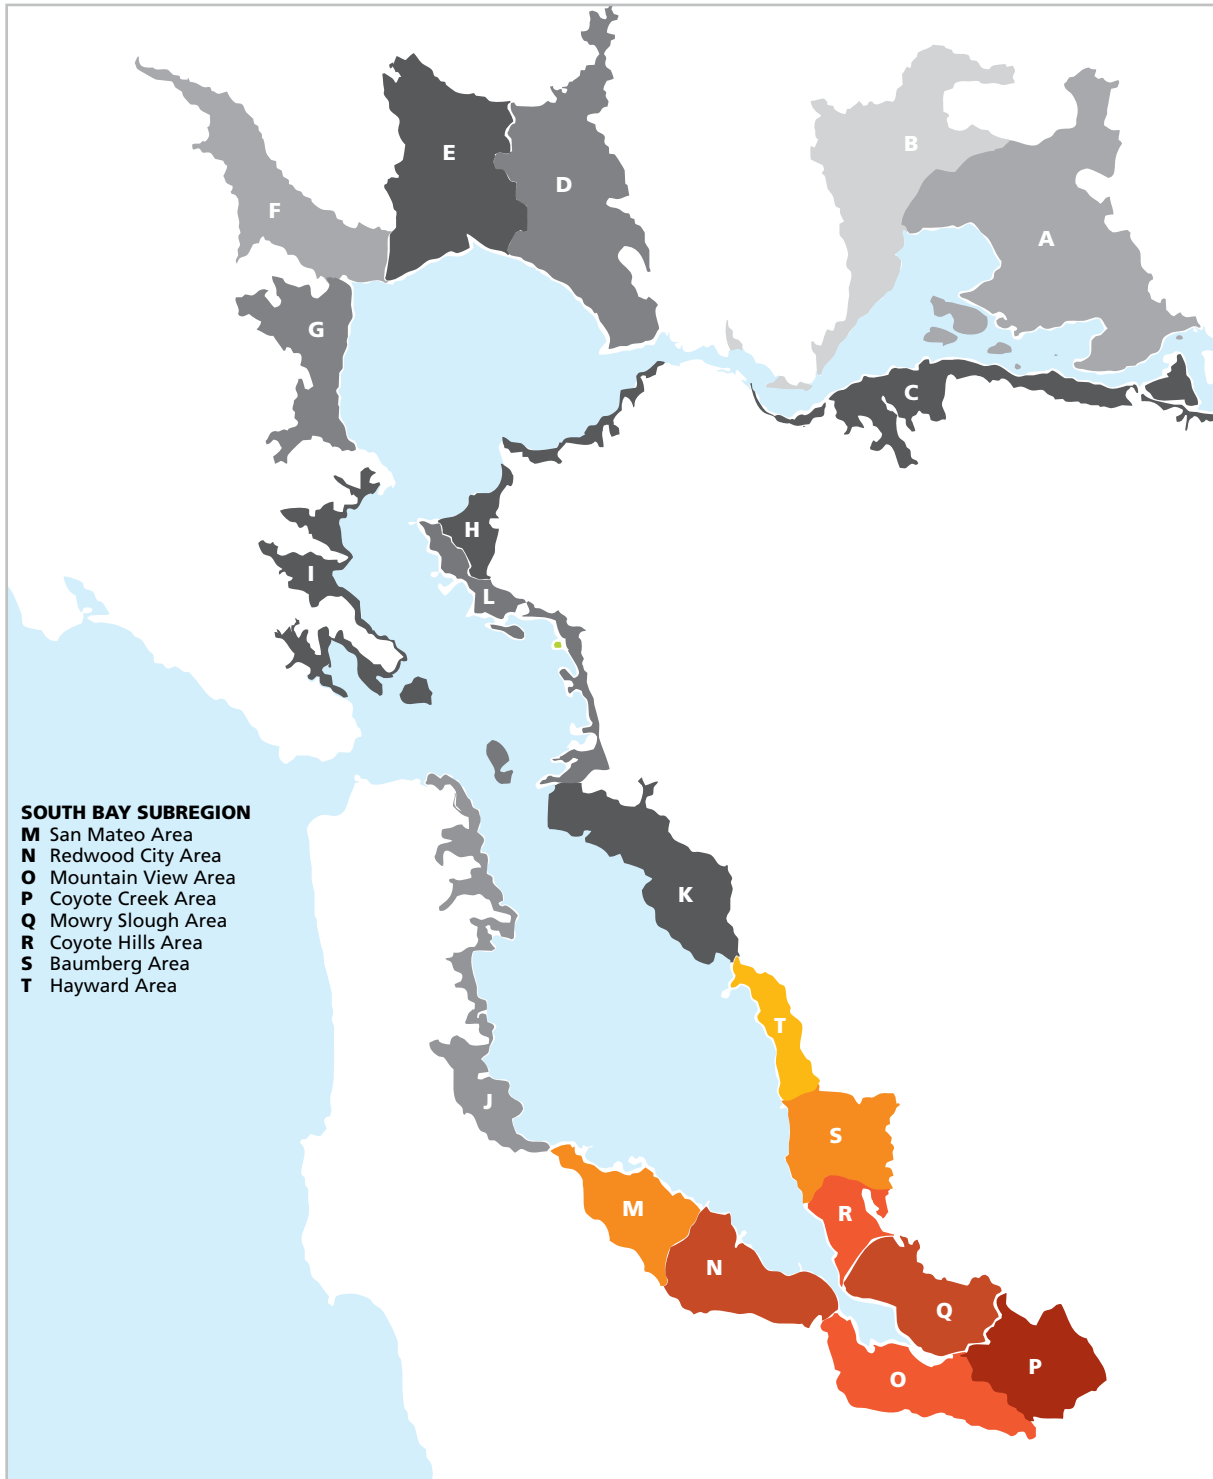 B
E
D
F
A
G
C
H
I
L
SOUTH BAY SUBREGION
M San Mateo Area
N Redwood City Area
O Mountain View Area
P Coyote Creek Area
Q Mowry Slough Area
R Coyote Hills Area
S Baumberg Area
T Hayward Area
K
T
J
S
M
R
N
Q
P
O